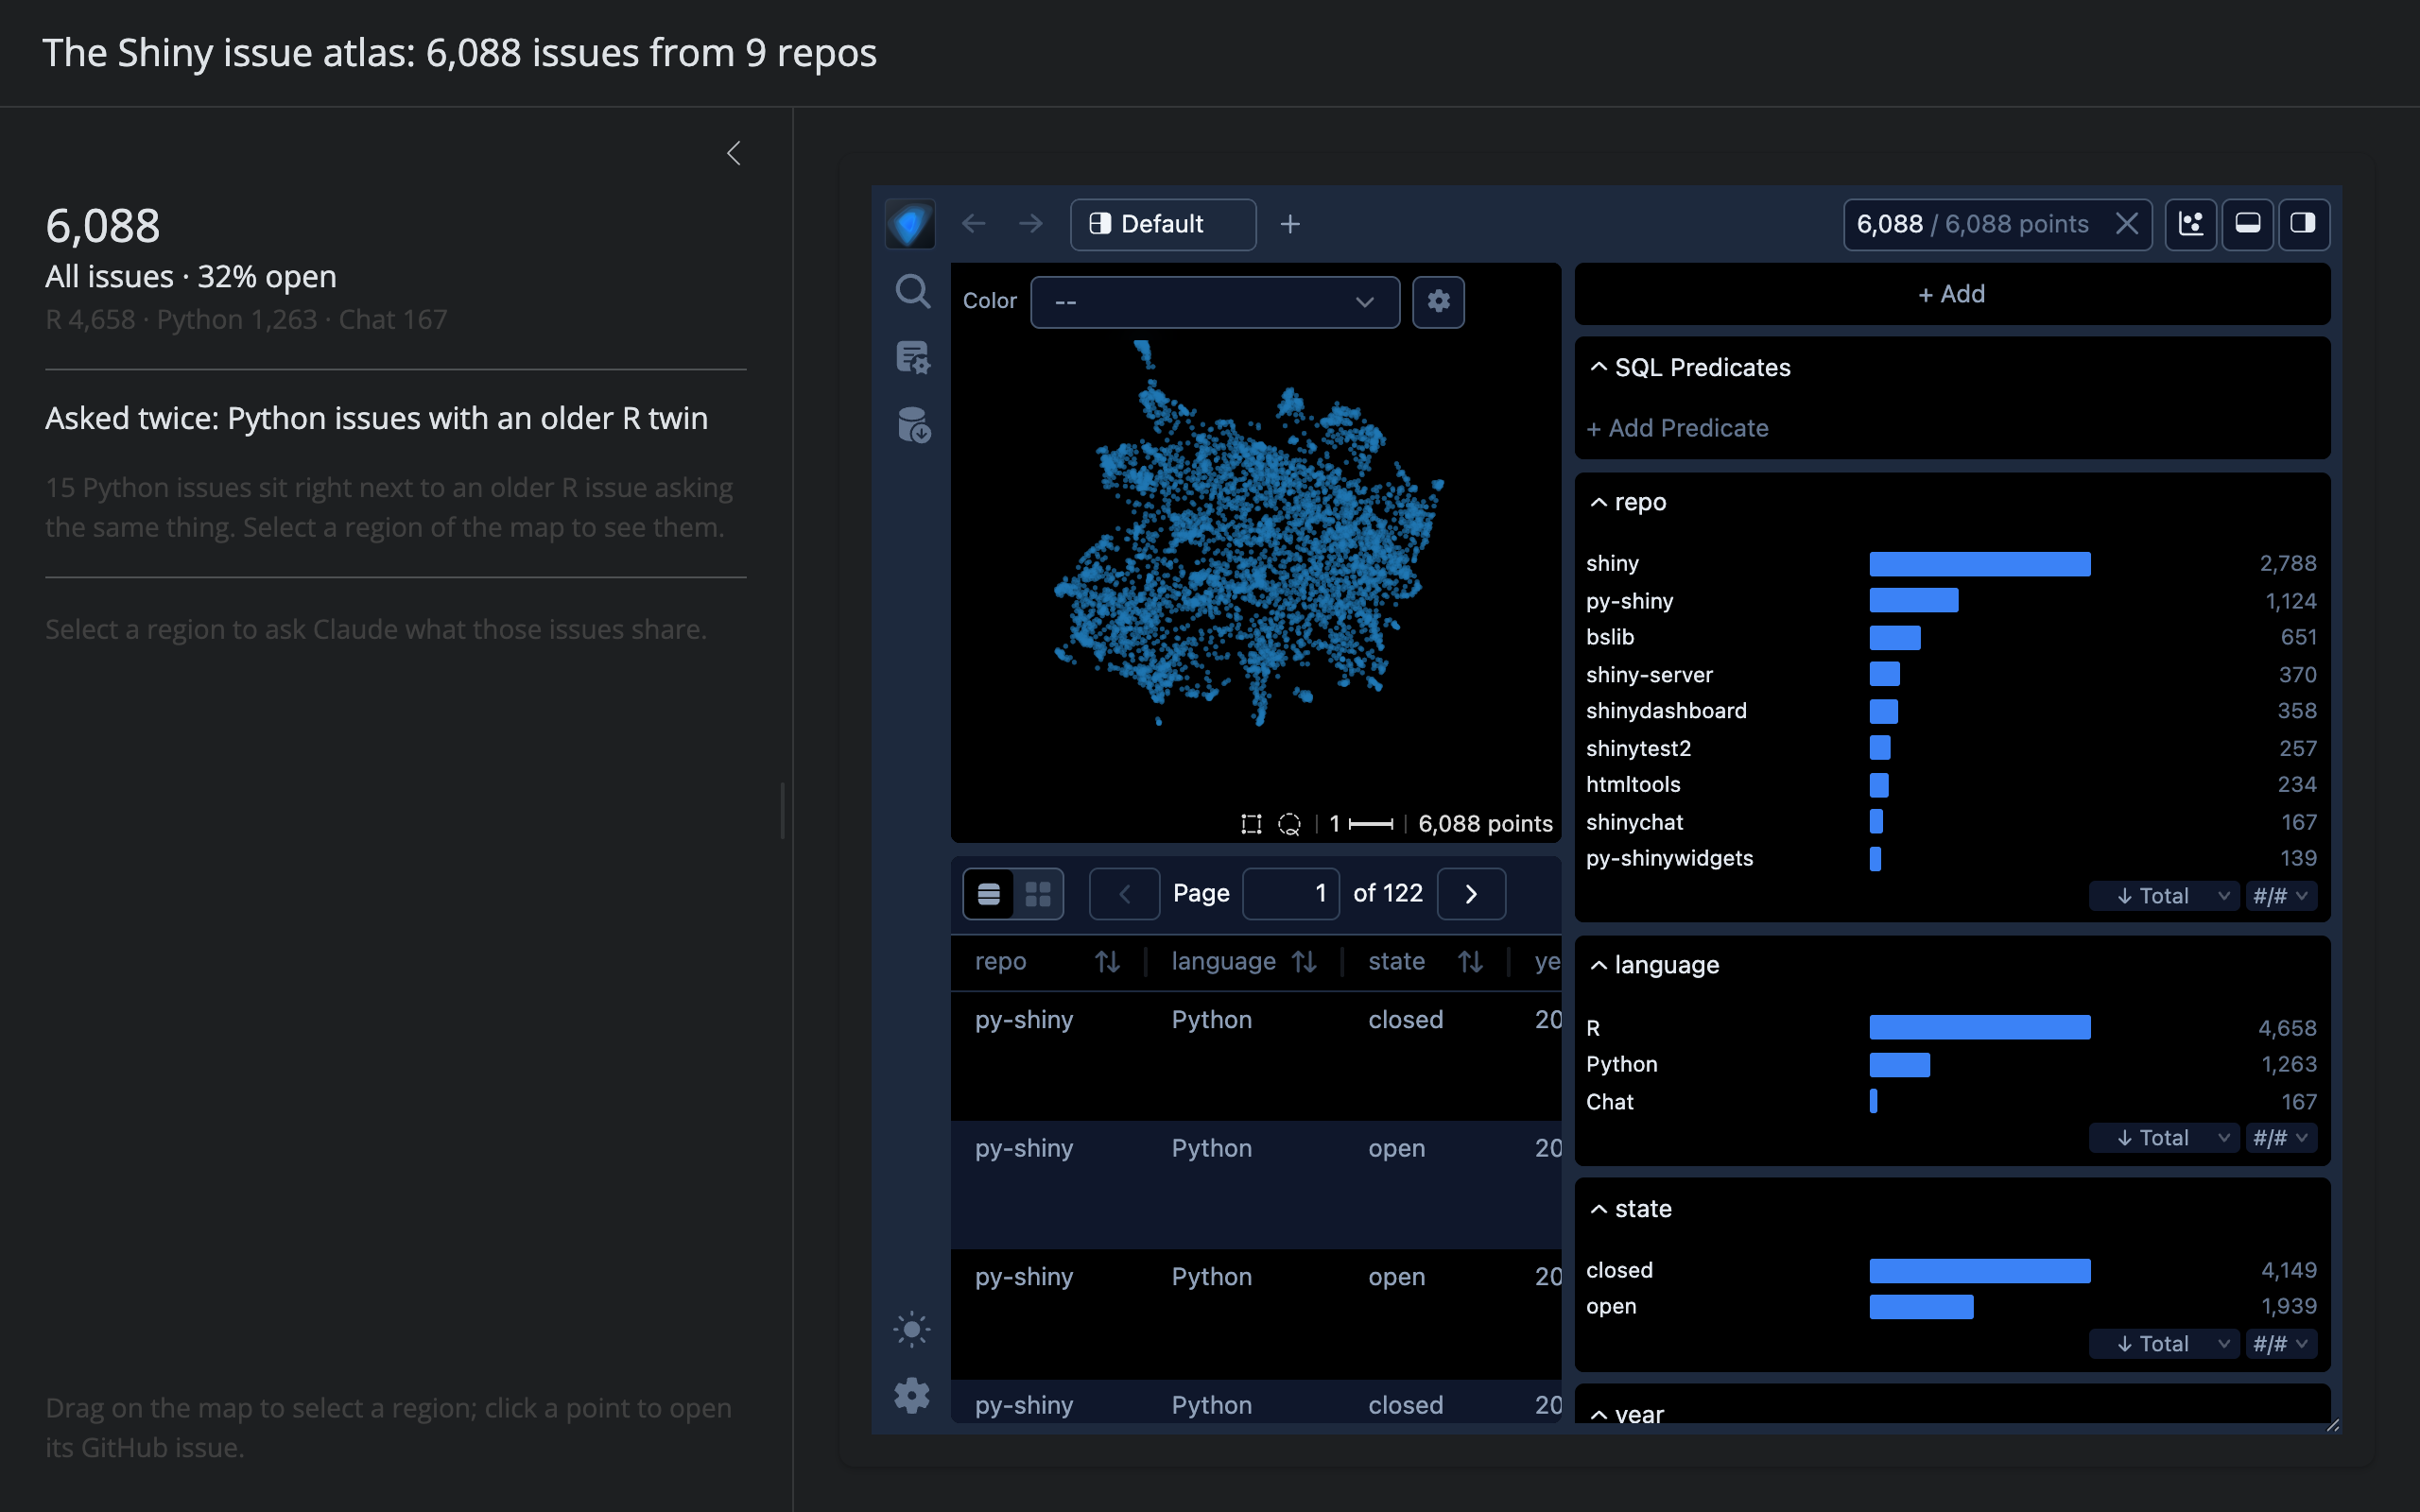 The Shiny issue atlas: 6,088 issues from 9 repos
6,088
All issues · 32% open
R 4,658 · Python 1,263 · Chat 167
Asked twice: Python issues with an older R twin
15 Python issues sit right next to an older R issue asking
the same thing. Select a region of the map to see them.
Select a region to ask Claude what those issues share.
Drag on the map to select a region; click a point to open
its GitHub issue.
Default
6,088 / 6,088 points
Color --
1 6,088 points
Page 1 of 122
repo language state ye
py-shiny Python closed 20
py-shiny Python open 20
py-shiny Python open 20
py-shiny Python closed 20
+ Add
SQL Predicates
+ Add Predicate
repo
shiny 2,788
py-shiny 1,124
bslib 651
shiny-server 370
shinydashboard 358
shinytest2 257
htmltools 234
shinychat 167
py-shinywidgets 139
↓ Total #/#
language
R 4,658
Python 1,263
Chat 167
↓ Total #/#
state
closed 4,149
open 1,939
↓ Total #/#
year